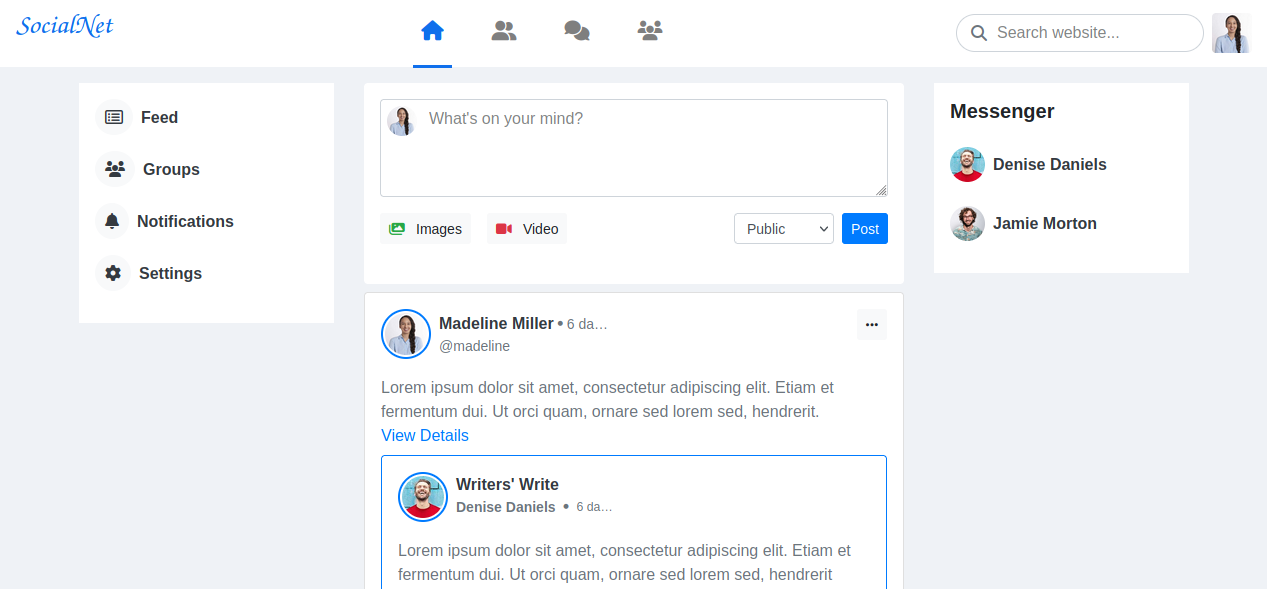 SocialNet
Search website...
Feed
Groups
Notifications
Settings
What's on your mind?
Images
Video
Public
Post
Messenger
Denise Daniels
Jamie Morton
Madeline Miller • 6 da…
@madeline
Lorem ipsum dolor sit amet, consectetur adipiscing elit. Etiam et
fermentum dui. Ut orci quam, ornare sed lorem sed, hendrerit.
View Details
Writers' Write
Denise Daniels • 6 da…
Lorem ipsum dolor sit amet, consectetur adipiscing elit. Etiam et
fermentum dui. Ut orci quam, ornare sed lorem sed, hendrerit